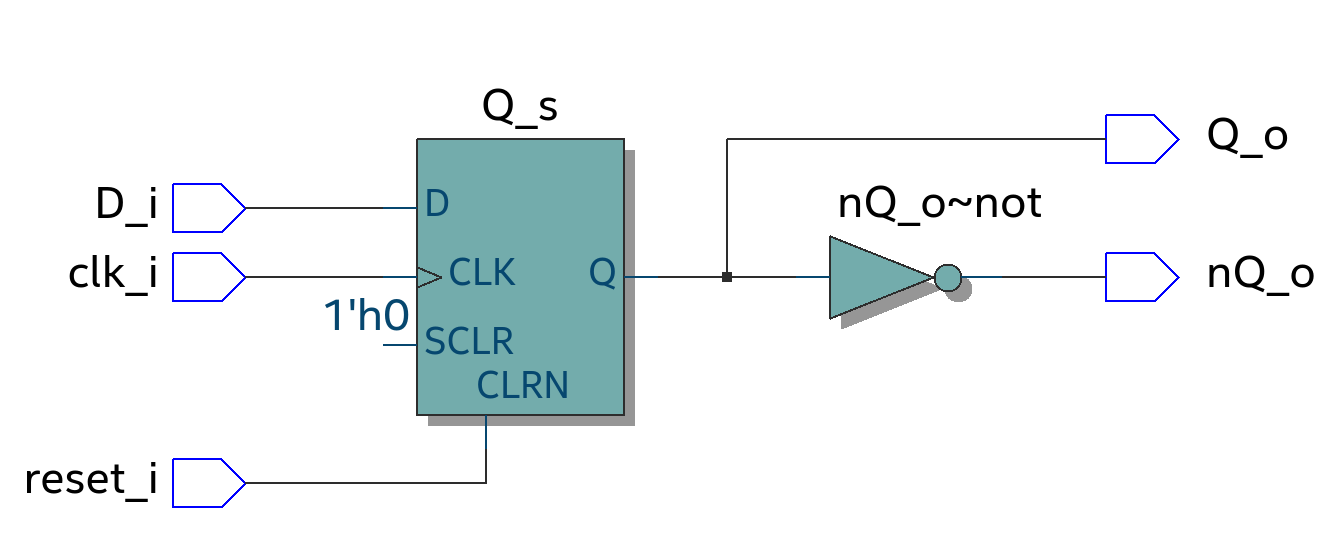 Q_s
Q_o
D_i
D
nQ_o~not
clk_i
CLK
Q
nQ_o
1'h0
SCLR
CLRN
reset_i